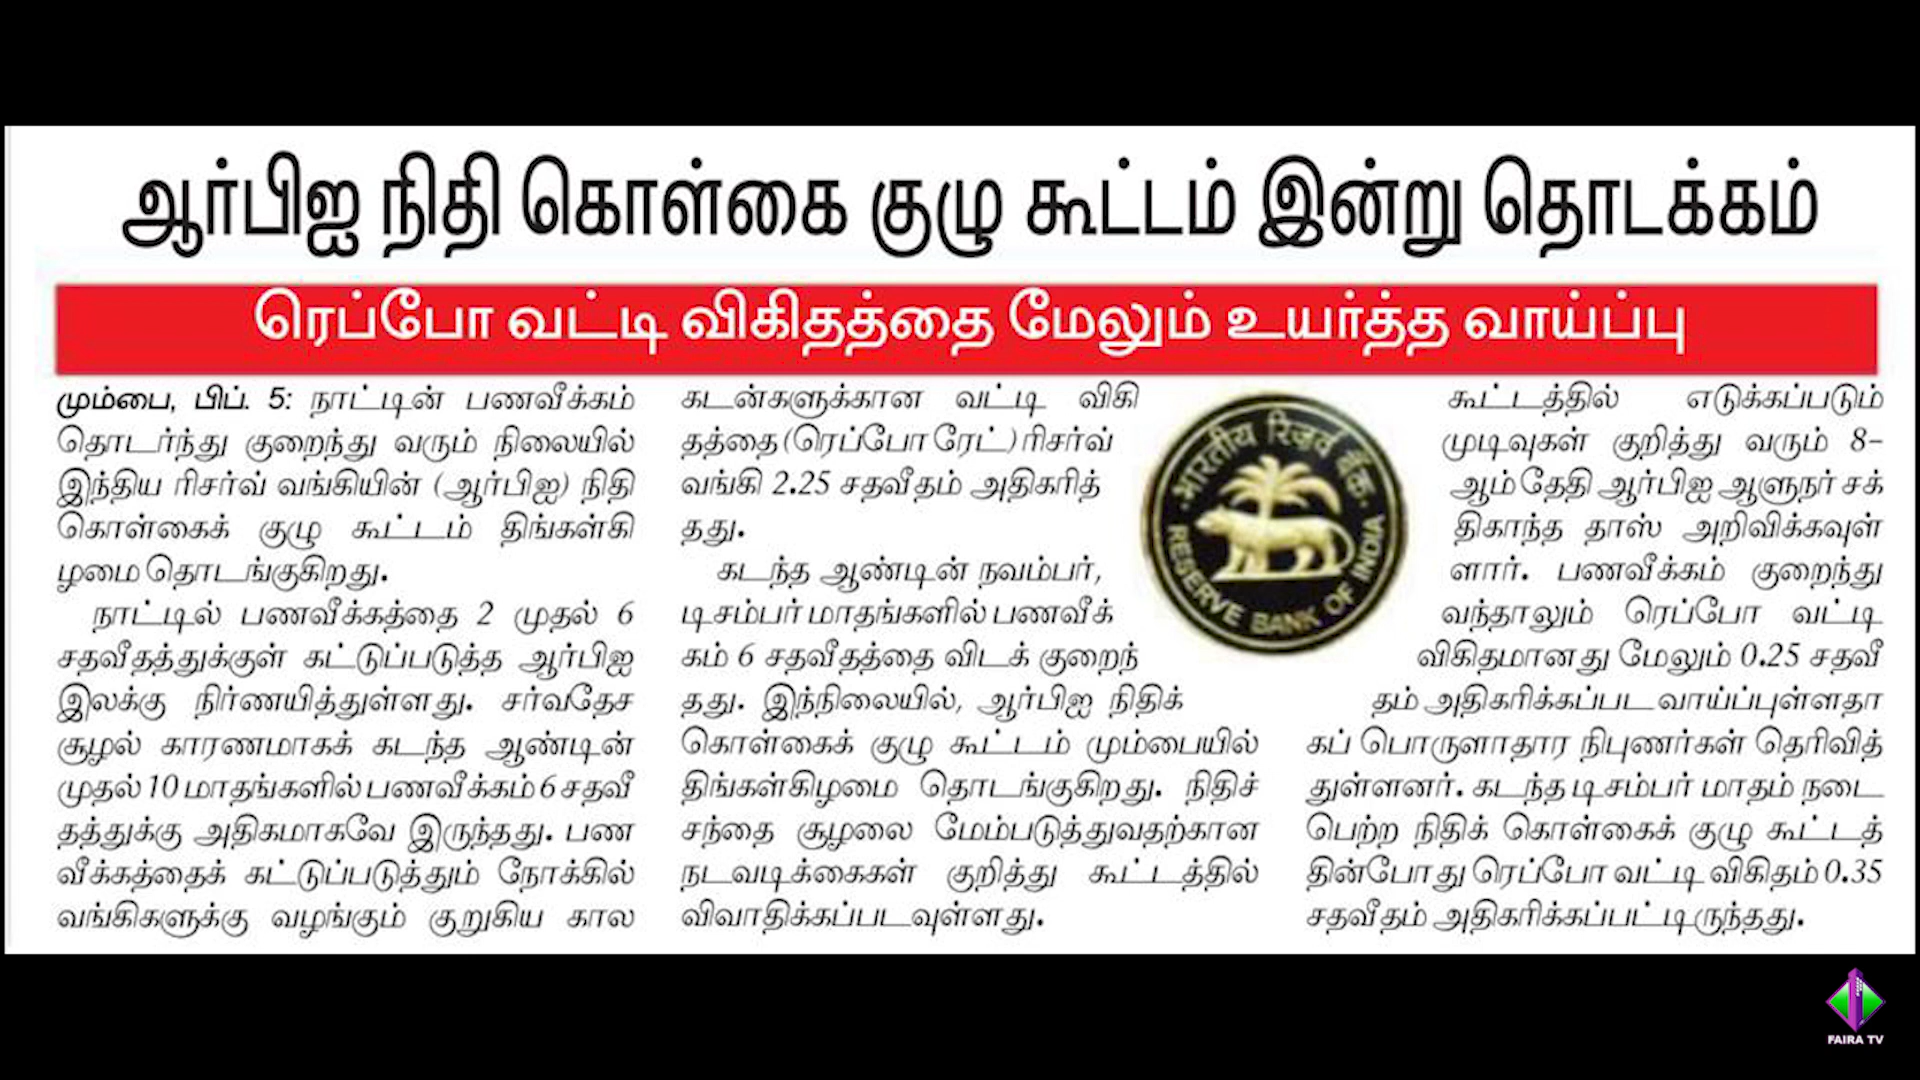 ஆர்பிஐ நிதி கொள்கை குழு கூட்டம் இன்று தொடக்கம்
ரெப்போ வட்டி விகிதத்தை மேலும் உயர்த்த வாய்ப்பு
மும்பை, பிப். 5: நாட்டின் பணவீக்கம்
தொடர்ந்து குறைந்து வரும் நிலையில்
இந்திய ரிசர்வ் வங்கியின் (ஆர்பிஐ) நிதி
கொள்கைக் குழு கூட்டம் திங்கள்கி
ழமை தொடங்குகிறது.
நாட்டில் பணவீக்கத்தை 2 முதல் 6
சதவீதத்துக்குள் கட்டுப்படுத்த ஆர்பிஐ
இலக்கு நிர்ணயித்துள்ளது. சர்வதேச
சூழல் காரணமாகக் கடந்த ஆண்டின்
முதல் 10 மாதங்களில் பணவீக்கம் 6 சதவீ
தத்துக்கு அதிகமாகவே இருந்தது. பண
வீக்கத்தைக் கட்டுப்படுத்தும் நோக்கில்
வங்கிகளுக்கு வழங்கும் குறுகிய கால
கடன்களுக்கான வட்டி விகி
தத்தை (ரெப்போ ரேட்) ரிசர்வ்
வங்கி 2.25 சதவீதம் அதிகரித்
தது.
கடந்த ஆண்டின் நவம்பர்,
டிசம்பர் மாதங்களில் பணவீக்
கம் 6 சதவீதத்தை விடக் குறைந்
தது. இந்நிலையில், ஆர்பிஐ நிதிக்
கொள்கைக் குழு கூட்டம் மும்பையில்
திங்கள்கிழமை தொடங்குகிறது. நிதிச்
சந்தை சூழலை மேம்படுத்துவதற்கான
நடவடிக்கைகள் குறித்து கூட்டத்தில்
விவாதிக்கப்படவுள்ளது.
भारतीय रिज़र्व बैंक
RESERVE BANK OF INDIA
கூட்டத்தில் எடுக்கப்படும்
முடிவுகள் குறித்து வரும் 8-
ஆம் தேதி ஆர்பிஐ ஆளுநர் சக்
திகாந்த தாஸ் அறிவிக்கவுள்
ளார். பணவீக்கம் குறைந்து
வந்தாலும் ரெப்போ வட்டி
விகிதமானது மேலும் 0.25 சதவீ
தம் அதிகரிக்கப்பட வாய்ப்புள்ளதா
கப் பொருளாதார நிபுணர்கள் தெரிவித்
துள்ளனர். கடந்த டிசம்பர் மாதம் நடை
பெற்ற நிதிக் கொள்கைக் குழு கூட்டத்
தின்போது ரெப்போ வட்டி விகிதம் 0.35
சதவீதம் அதிகரிக்கப்பட்டிருந்தது.
FAIRA TV